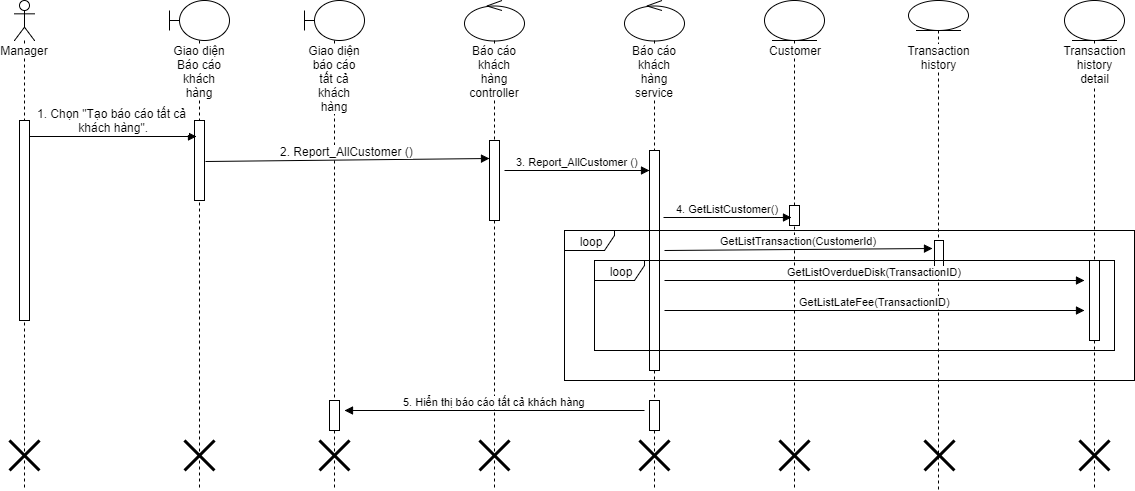 Manager
Giao diện
Báo cáo
khách
hàng
Giao diện
báo cáo
tất cả
khách
hàng
Báo cáo
khách
hàng
controller
Báo cáo
khách
hàng
service
Customer
Transaction
history
Transaction
history
detail
1. Chọn "Tạo báo cáo tất cả
khách hàng".
2. Report_AllCustomer ()
3. Report_AllCustomer ()
4. GetListCustomer()
loop
GetListTransaction(CustomerId)
loop
GetListOverdueDisk(TransactionID)
GetListLateFee(TransactionID)
5. Hiển thị báo cáo tất cả khách hàng